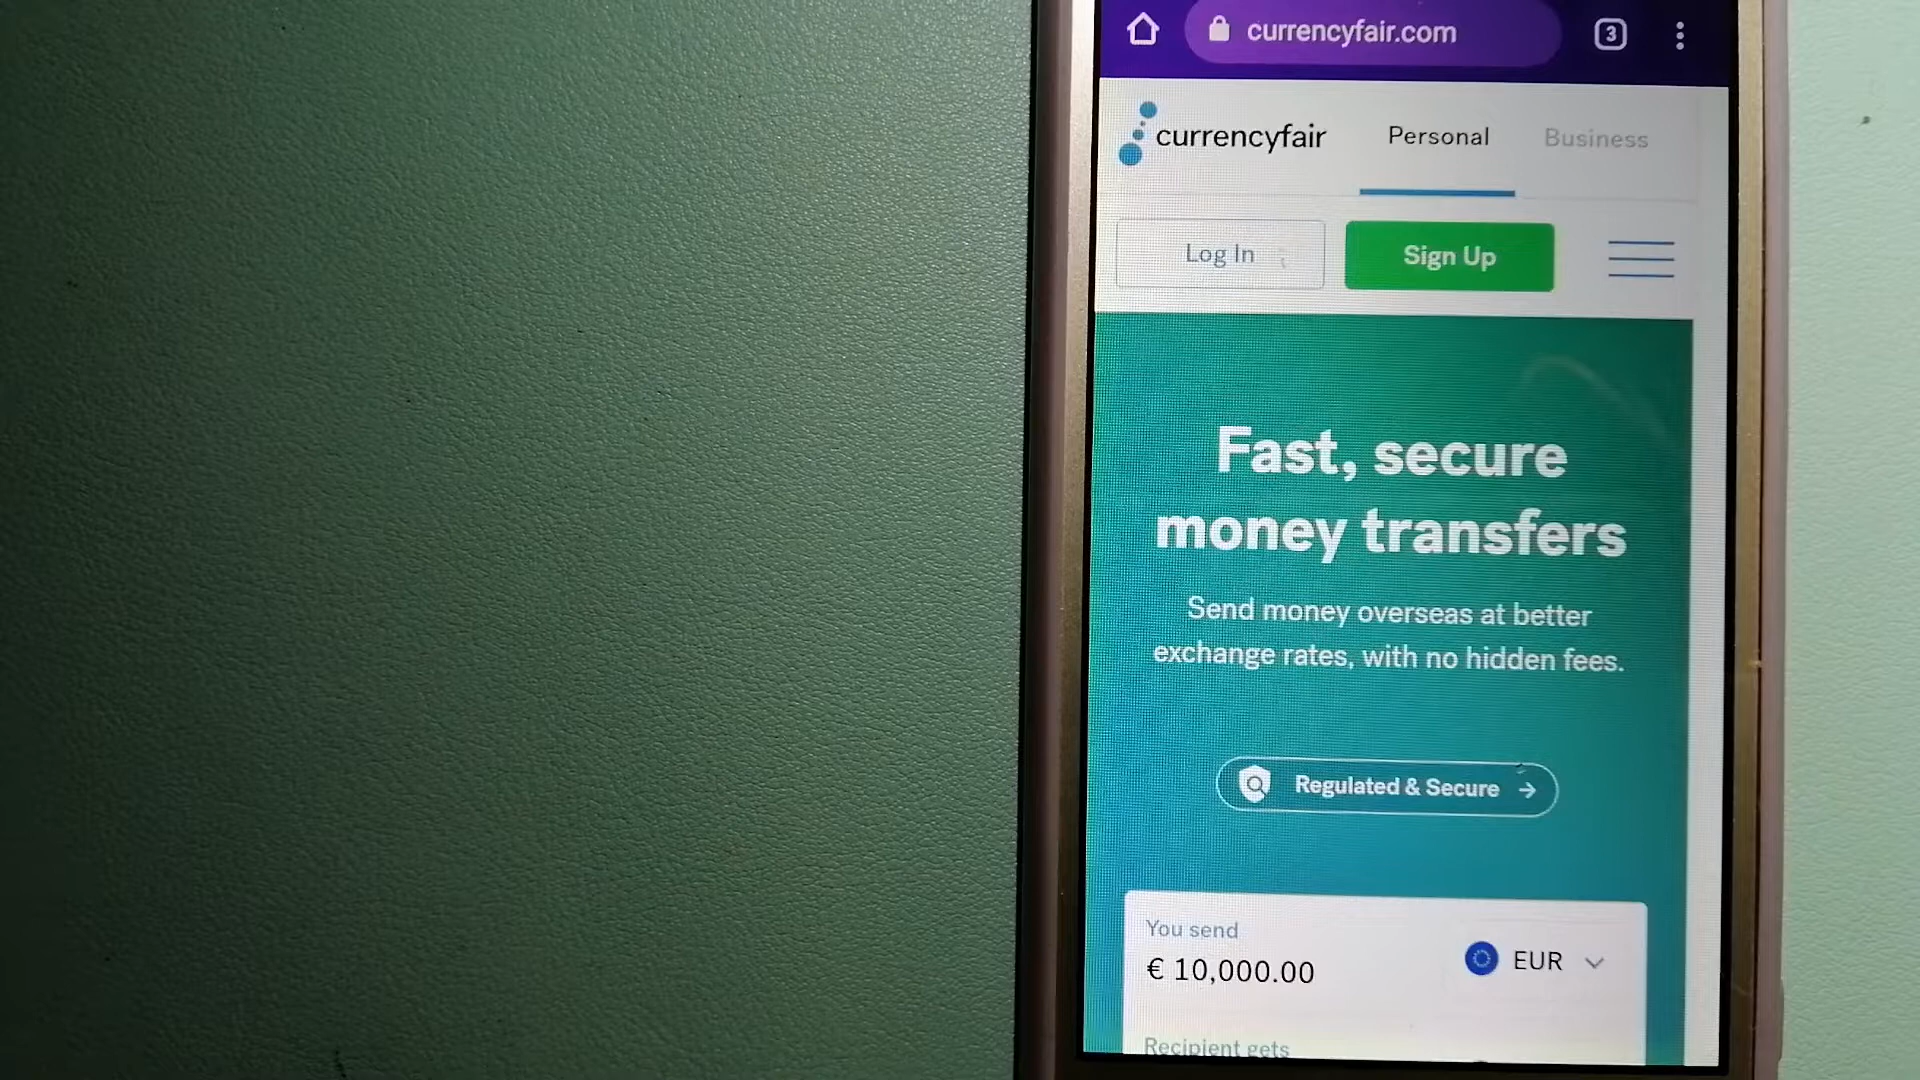 currencyfair.com
3
currencyfair
Personal
Business
Log In
Sign Up
Fast, secure
money transfers
Send money overseas at better
exchange rates, with no hidden fees.
Regulated & Secure →
You send
€ 10,000.00
EUR
Recipient gets